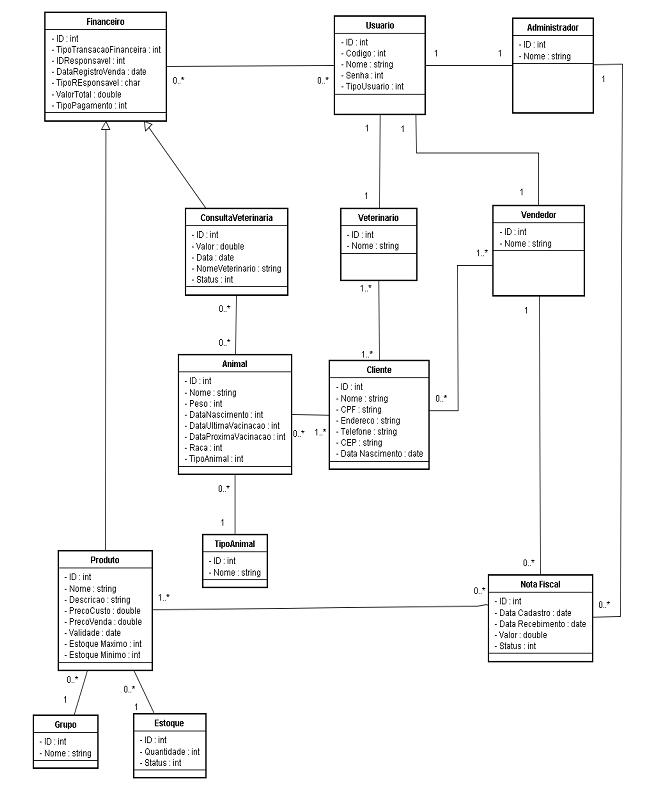 Financeiro
- ID : int
- TipoTransacaoFinanceira : int
- IDResponsavel : int
- DataRegistroVenda : date
- TipoREsponsavel : char
- ValorTotal : double
- TipoPagamento : int
0..*
0..*
Usuario
- ID : int
- Codigo : int
- Nome : string
- Senha : int
- TipoUsuario : int
1
1
Administrador
- ID : int
- Nome : string
1
1
1
1
1
ConsultaVeterinaria
- ID : int
- Valor : double
- Data : date
- NomeVeterinario : string
- Status : int
Veterinario
- ID : int
- Nome : string
Vendedor
- ID : int
- Nome : string
1..*
1..*
0..*
1
0..*
1..*
Animal
- ID : int
- Nome : string
- Peso : int
- DataNascimento : int
- DataUltimaVacinacao : int
- DataProximaVacinacao : int
- Raca : int
- TipoAnimal : int
0..*
1..*
Cliente
- ID : int
- Nome : string
- CPF : string
- Endereco : string
- Telefone : string
- CEP : string
- Data Nascimento : date
0..*
0..*
1
TipoAnimal
- ID : int
- Nome : string
Produto
- ID : int
- Nome : string
- Descricao : string
- PrecoCusto : double
- PrecoVenda : double
- Validade : date
- Estoque Maximo : int
- Estoque Minimo : int
1..*
0..*
0..*
0..*
Nota Fiscal
- ID : int
- Data Cadastro : date
- Data Recebimento : date
- Valor : double
- Status : int
0..*
1
0..*
1
Grupo
- ID : int
- Nome : string
Estoque
- ID : int
- Quantidade : int
- Status : int